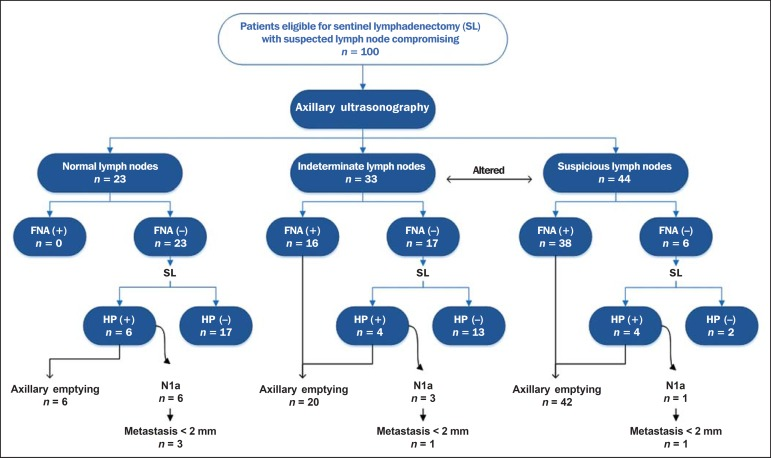 Patients eligible for sentinel lymphadenectomy (SL)
with suspected lymph node compromising
n = 100
Axillary ultrasonography
Normal lymph nodes
n = 23
Indeterminate lymph nodes
n = 33
Altered
Suspicious lymph nodes
n = 44
FNA (+)
n = 0
FNA (–)
n = 23
FNA (+)
n = 16
FNA (–)
n = 17
FNA (+)
n = 38
FNA (–)
n = 6
SL
SL
SL
HP (+)
n = 6
HP (–)
n = 17
HP (+)
n = 4
HP (–)
n = 13
HP (+)
n = 4
HP (–)
n = 2
Axillary emptying
n = 6
N1a
n = 6
Axillary emptying
n = 20
N1a
n = 3
Axillary emptying
n = 42
N1a
n = 1
Metastasis < 2 mm
n = 3
Metastasis < 2 mm
n = 1
Metastasis < 2 mm
n = 1